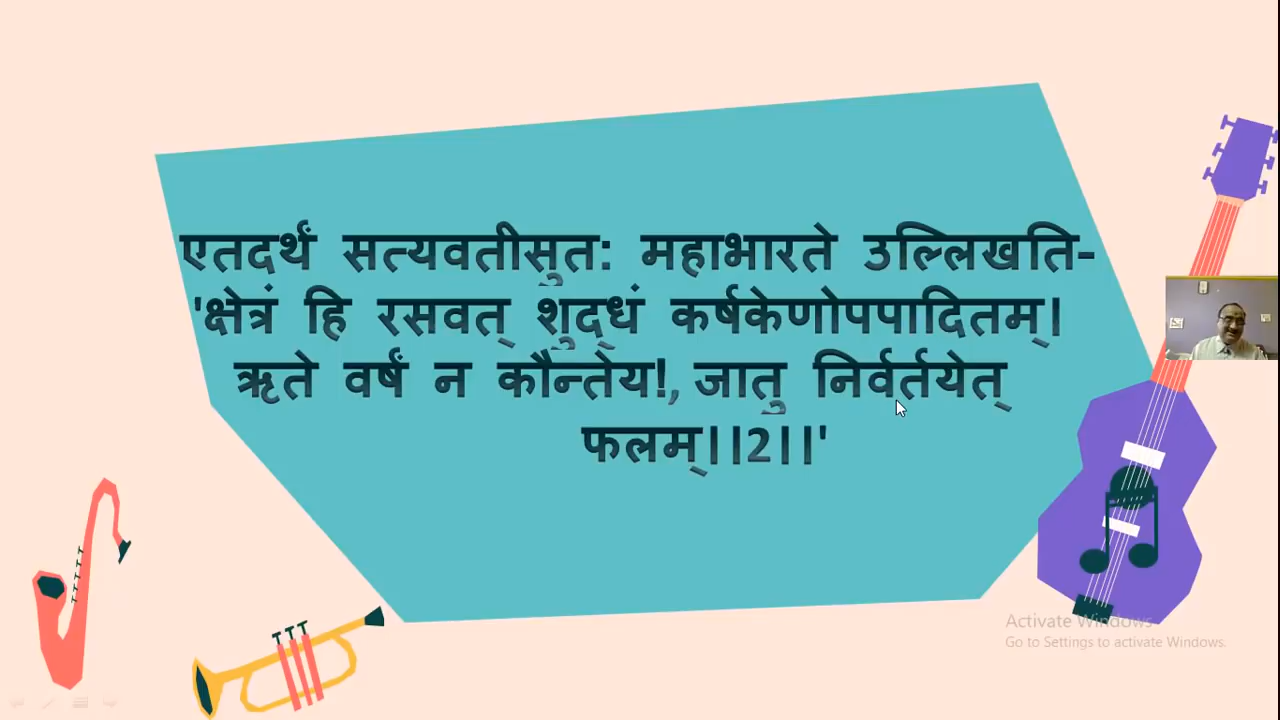 एतदर्थं सत्यवतीसुत: महाभारते उल्लिखति-
'क्षेत्रं हि रसवत् शुद्धं कर्षकेणोपपादितम्।
ऋते वर्षं न कौन्तेय!, जातु निर्वर्तयेत्
फलम्।।2।।'
Activate Windows
Go to Settings to activate Windows.